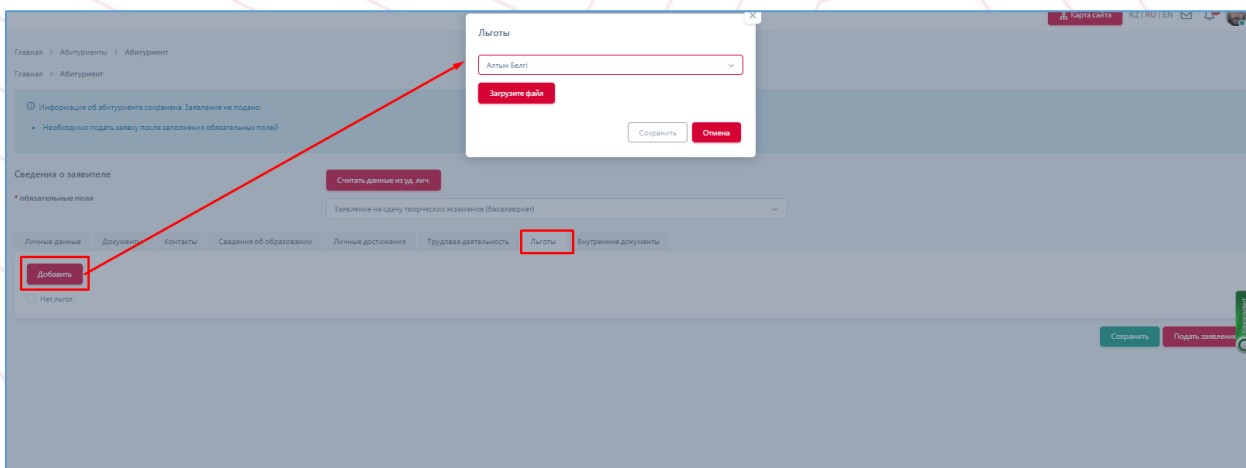 Карта сайта KZ | RU | EN
Главная > Абитуриенты > Абитуриент
Главная > Абитуриент
Информация об абитуриенте сохранена. Заявление не подано.
• Необходимо подать заявку после заполнения обязательных полей
Льготы
Алтын Белгі
Загрузите файл
Сохранить Отмена
Сведения о заявителе
Считать данные из уд. лич.
* обязательные поля
Заявление на сдачу творческих экзаменов (бакалавриат)
Личные данные Документы Контакты Сведения об образовании Личные достижения Трудовая деятельность Льготы Внутренние документы
Добавить
Нет льгот
Сохранить Подать заявление